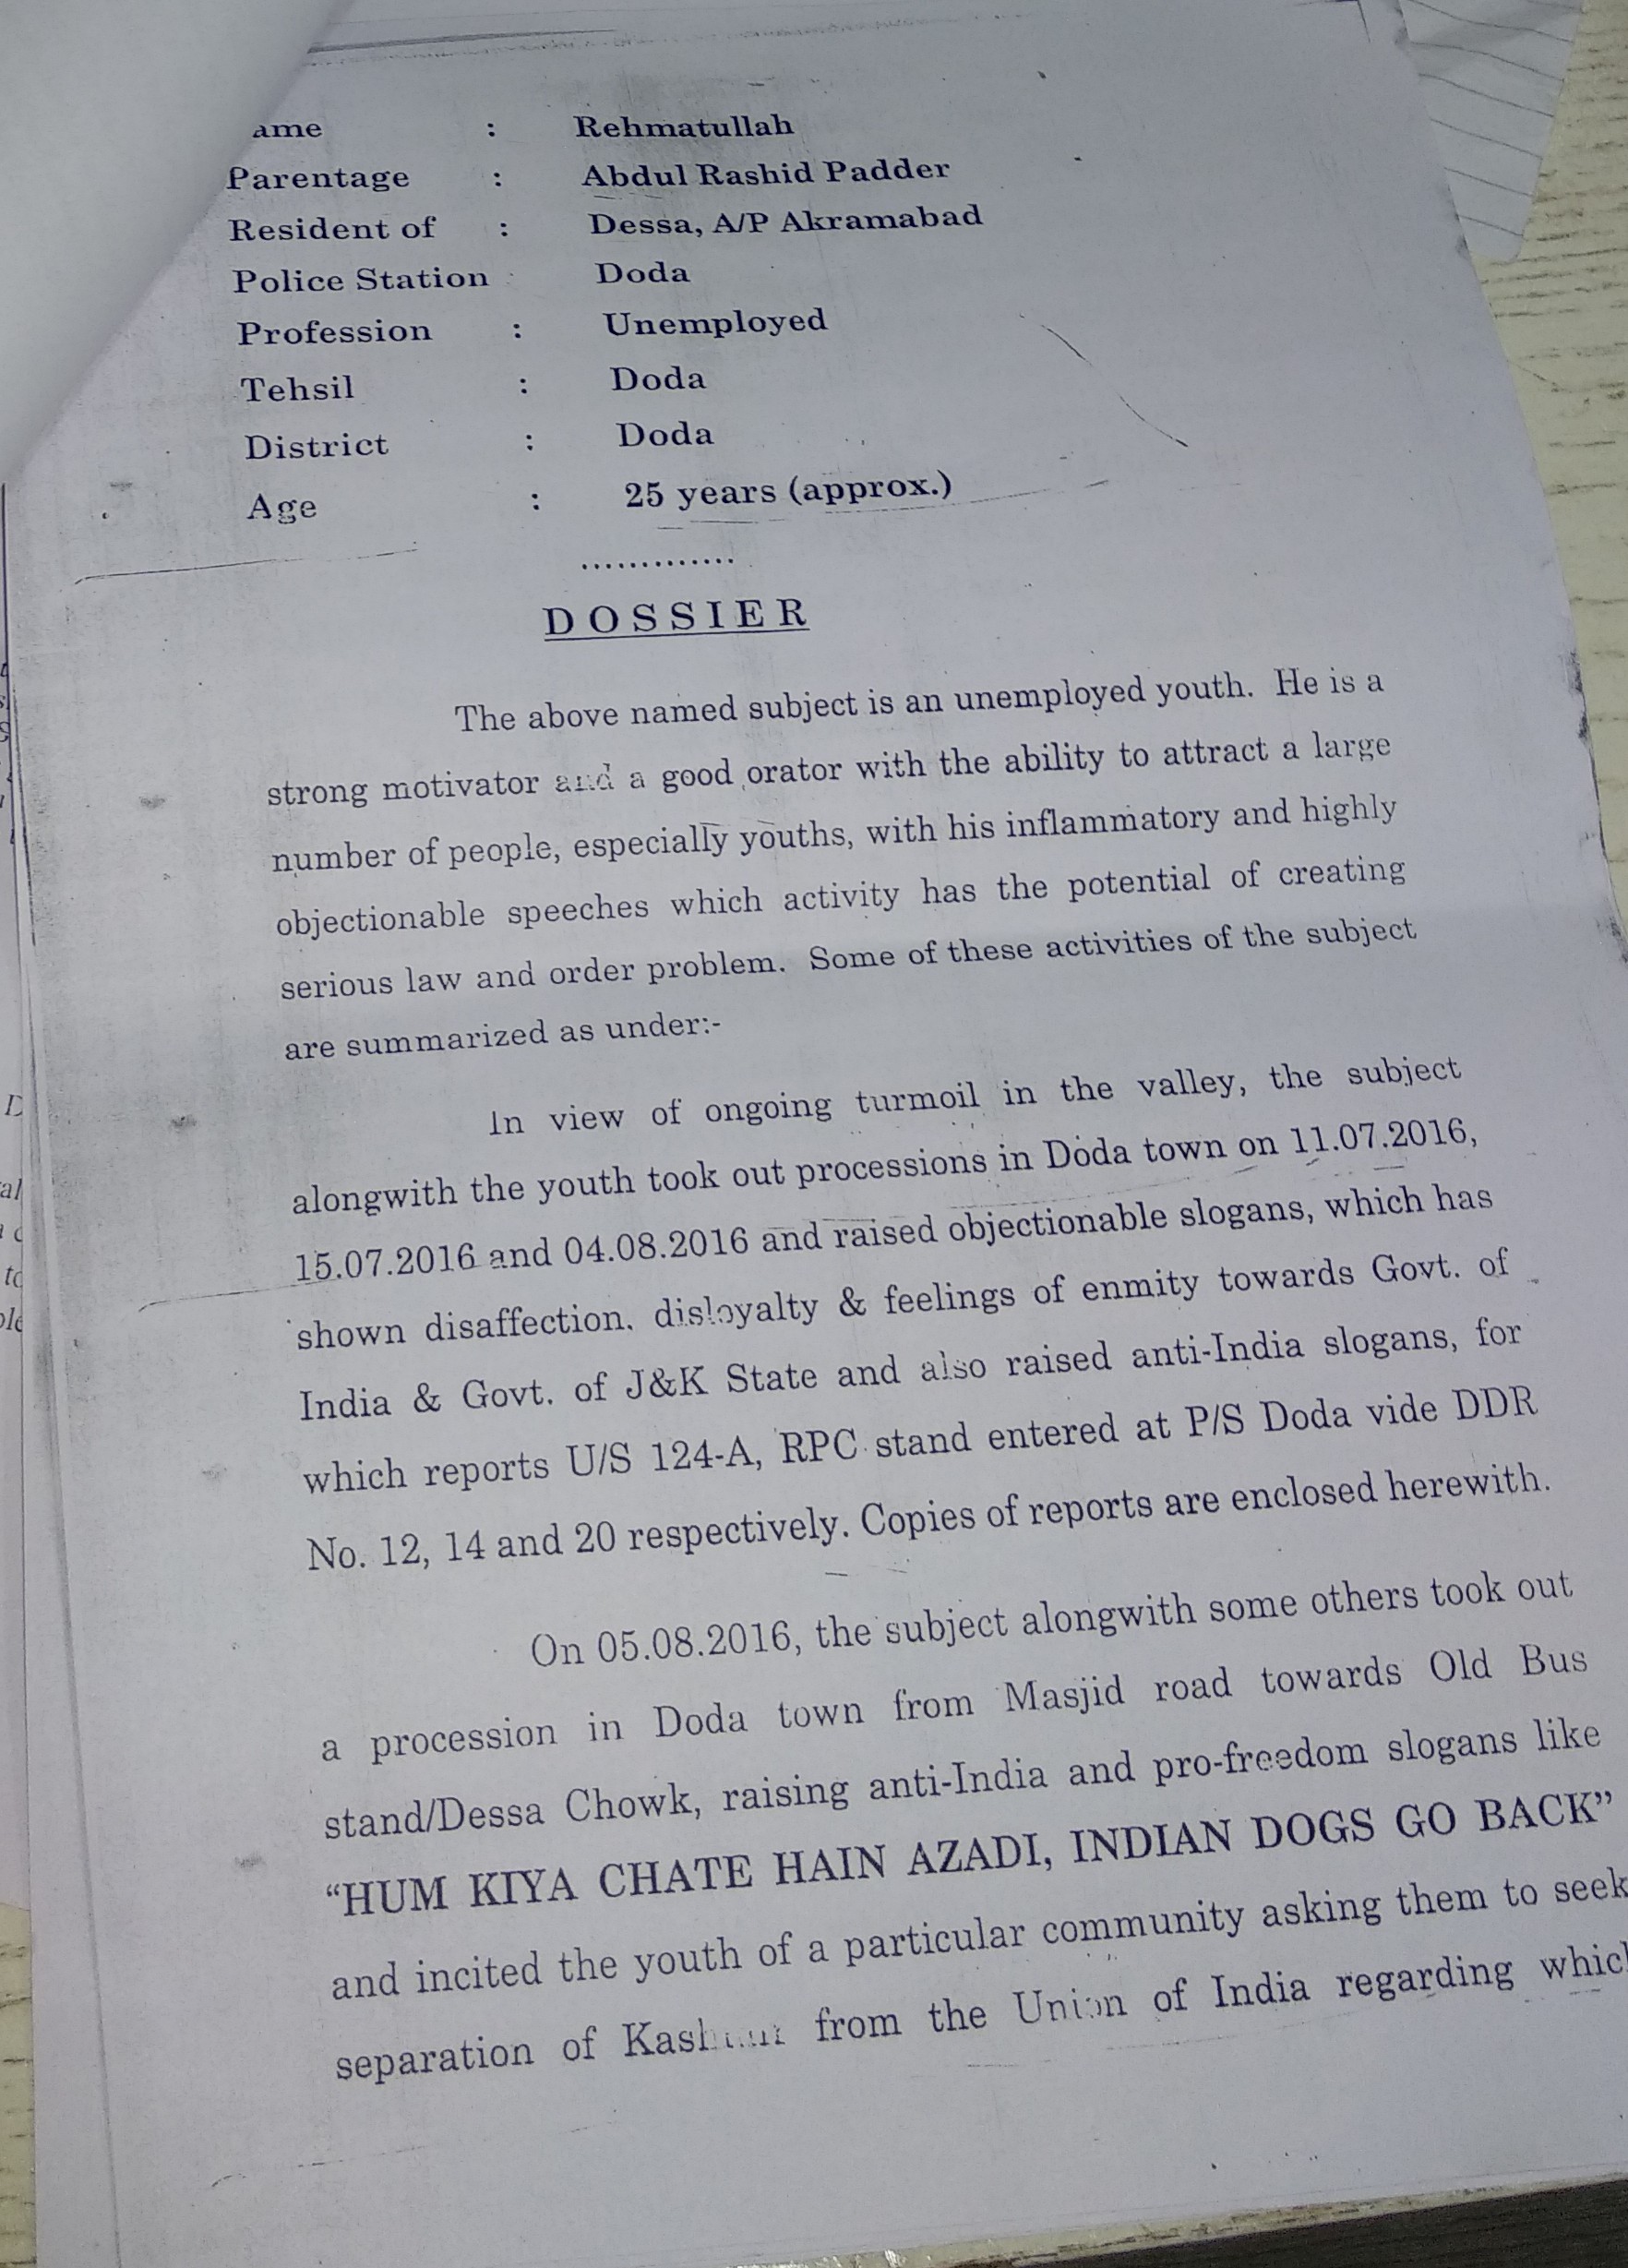 ame : Rehmatullah
Parentage : Abdul Rashid Padder
Resident of : Dessa, A/P Akramabad
Police Station : Doda
Profession : Unemployed
Tehsil : Doda
District : Doda
Age : 25 years (approx.)
.............
DOSSIER
The above named subject is an unemployed youth. He is a
strong motivator and a good orator with the ability to attract a large
number of people, especially youths, with his inflammatory and highly
objectionable speeches which activity has the potential of creating
serious law and order problem. Some of these activities of the subject
are summarized as under:-
In view of ongoing turmoil in the valley, the subject
alongwith the youth took out processions in Doda town on 11.07.2016,
15.07.2016 and 04.08.2016 and raised objectionable slogans, which has
shown disaffection. disloyalty & feelings of enmity towards Govt. of
India & Govt. of J&K State and also raised anti-India slogans, for
which reports U/S 124-A, RPC stand entered at P/S Doda vide DDR
No. 12, 14 and 20 respectively. Copies of reports are enclosed herewith.
On 05.08.2016, the subject alongwith some others took out
a procession in Doda town from Masjid road towards Old Bus
stand/Dessa Chowk, raising anti-India and pro-freedom slogans like
“HUM KIYA CHATE HAIN AZADI, INDIAN DOGS GO BACK”
and incited the youth of a particular community asking them to seek
separation of Kashmir from the Union of India regarding which